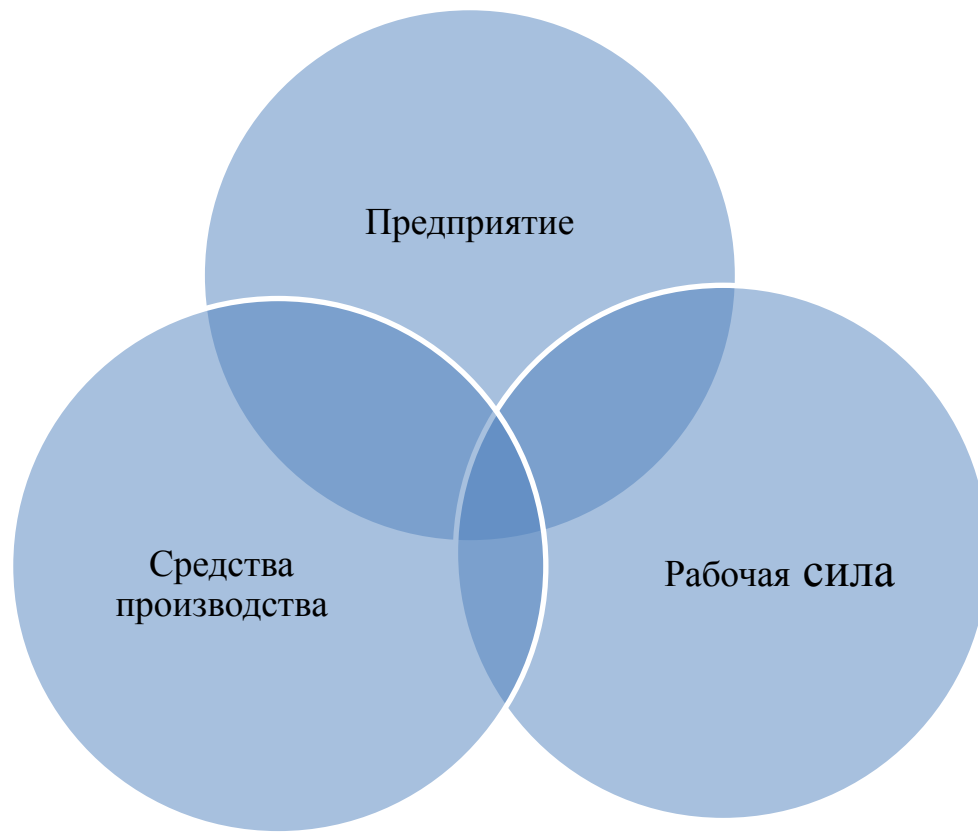 Предприятие
Средства
производства
Рабочая сила